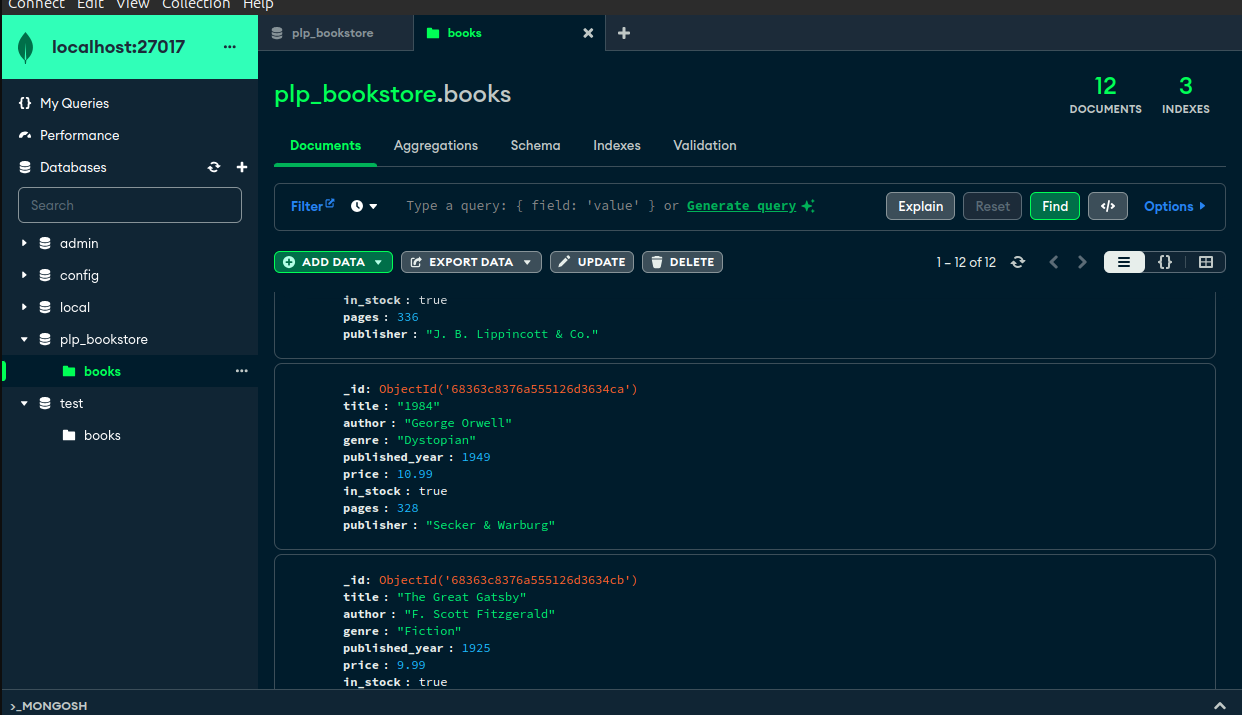 Connect Edit View Collection Help
localhost:27017 ...
My Queries
Performance
Databases
Search
admin
config
local
plp_bookstore
books ...
test
books
plp_bookstore
books
plp_bookstore.books
12
DOCUMENTS
3
INDEXES
Documents Aggregations Schema Indexes Validation
Filter Type a query: { field: 'value' } or Generate query Explain Reset Find </> Options
ADD DATA EXPORT DATA UPDATE DELETE 1 – 12 of 12 {}
in_stock : true
pages : 336
publisher : "J. B. Lippincott & Co."
_id: ObjectId('68363c8376a555126d3634ca')
title : "1984"
author : "George Orwell"
genre : "Dystopian"
published_year : 1949
price : 10.99
in_stock : true
pages : 328
publisher : "Secker & Warburg"
_id: ObjectId('68363c8376a555126d3634cb')
title : "The Great Gatsby"
author : "F. Scott Fitzgerald"
genre : "Fiction"
published_year : 1925
price : 9.99
in_stock : true
>_MONGOSH